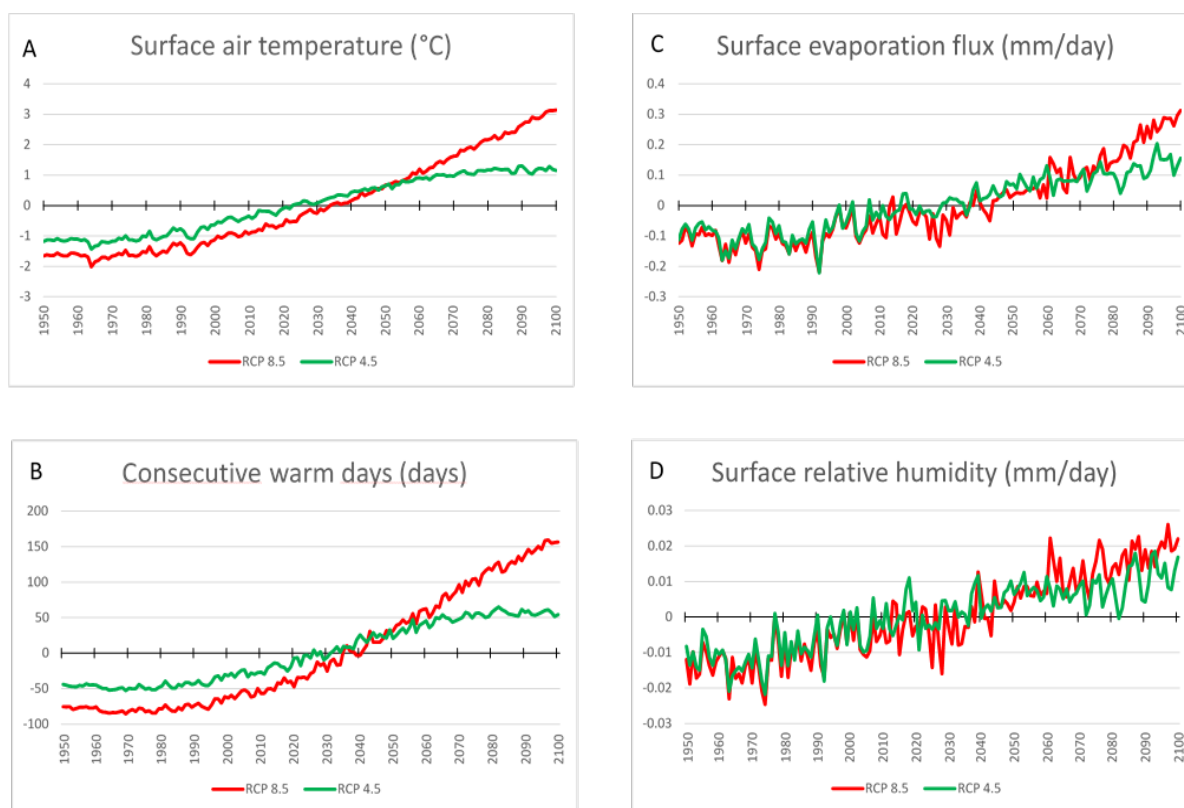 A
Surface air temperature (°C)
4
3
2
1
0
-1
-2
-3
1950 1960 1970 1980 1990 2000 2010 2020 2030 2040 2050 2060 2070 2080 2090 2100
RCP 8.5 RCP 4.5
C
Surface evaporation flux (mm/day)
0.4
0.3
0.2
0.1
0
-0.1
-0.2
-0.3
1950 1960 1970 1980 1990 2000 2010 2020 2030 2040 2050 2060 2070 2080 2090 2100
RCP 8.5 RCP 4.5
B
Consecutive warm days (days)
200
150
100
50
0
-50
-100
1950 1960 1970 1980 1990 2000 2010 2020 2030 2040 2050 2060 2070 2080 2090 2100
RCP 8.5 RCP 4.5
D
Surface relative humidity (mm/day)
0.03
0.02
0.01
0
-0.01
-0.02
-0.03
1950 1960 1970 1980 1990 2000 2010 2020 2030 2040 2050 2060 2070 2080 2090 2100
RCP 8.5 RCP 4.5